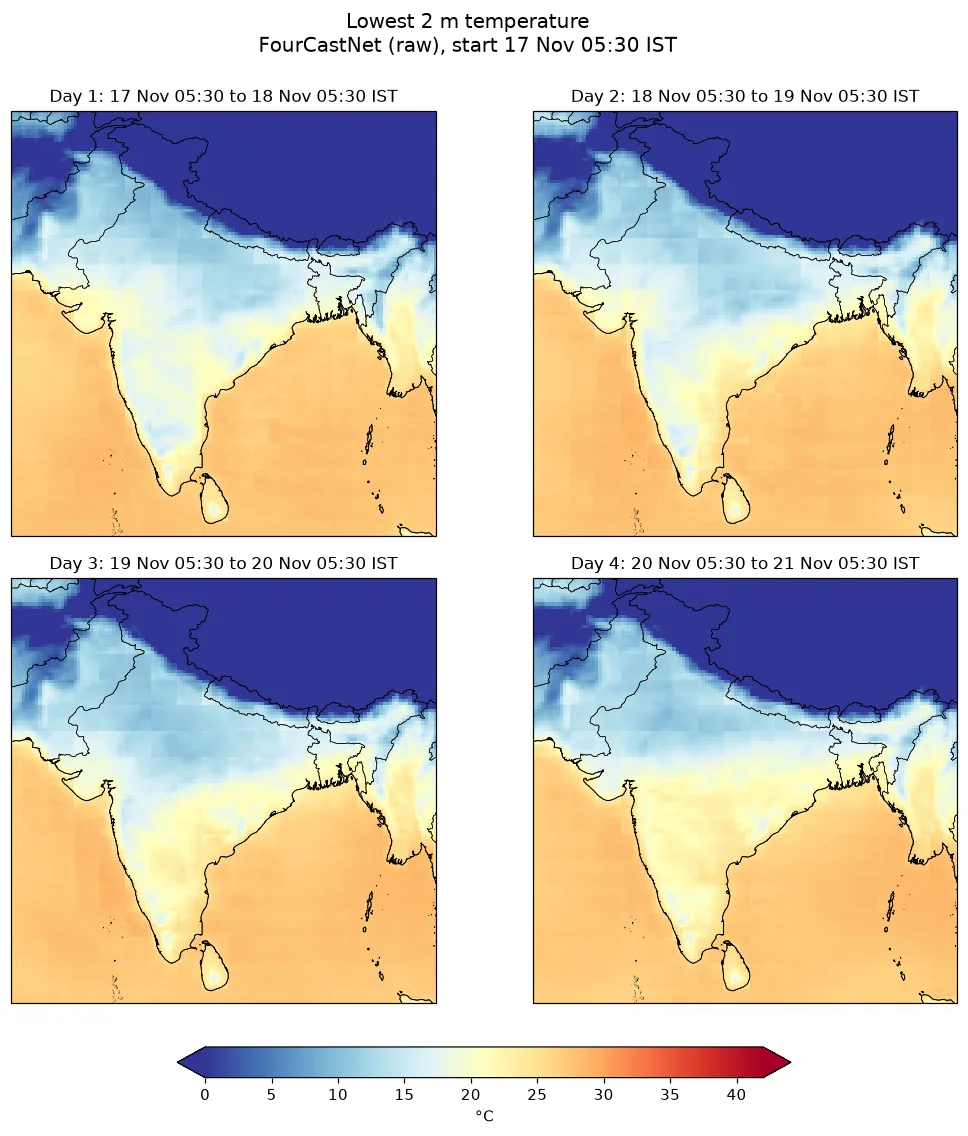 Lowest 2 m temperature
FourCastNet (raw), start 17 Nov 05:30 IST
Day 1: 17 Nov 05:30 to 18 Nov 05:30 IST
Day 2: 18 Nov 05:30 to 19 Nov 05:30 IST
Day 3: 19 Nov 05:30 to 20 Nov 05:30 IST
Day 4: 20 Nov 05:30 to 21 Nov 05:30 IST
0 5 10 15 20 25 30 35 40
°C